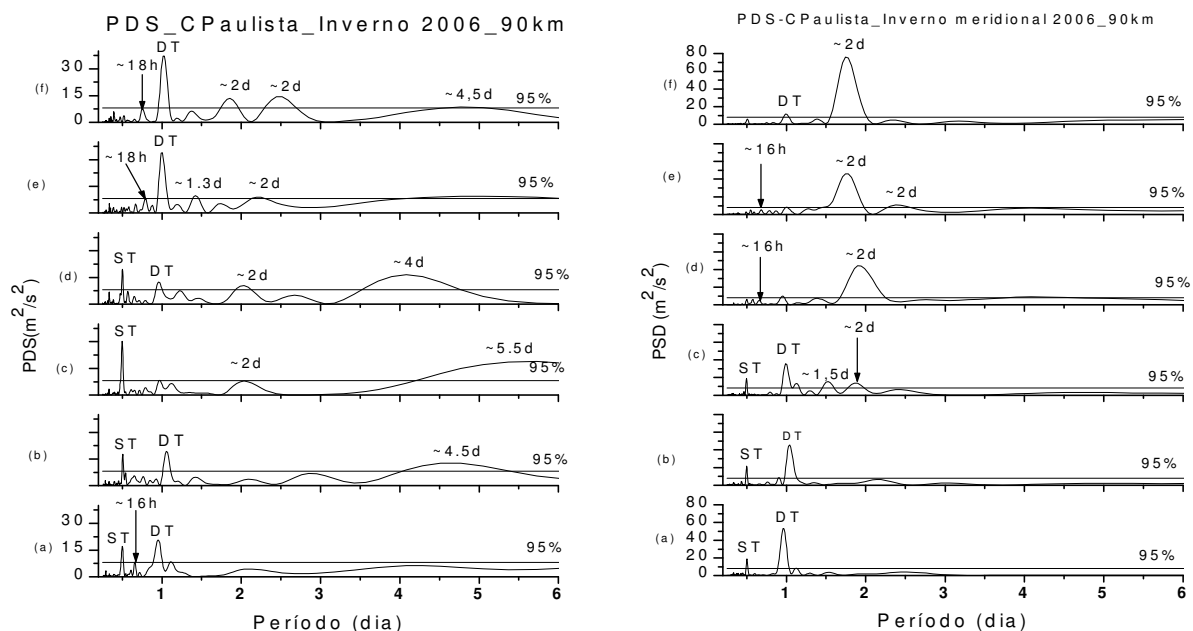 PDS_CPaulista_Inverno 2006_90km
DT
~18h
~2d
~2d
~4,5d
(f)
95%
30
15
0
~18h
~1.3d
~2d
(e)
95%
ST
DT
~2d
~4d
(d)
95%
PDS(m²/s²)
ST
~2d
~5.5d
(c)
95%
ST
DT
~4.5d
(b)
95%
~16h
30
15
0
ST
DT
(a)
95%
1 2 3 4 5 6
Período (dia)
PDS-CPaulista_Inverno meridional 2006_90km
80
60
40
20
0
~2d
(f)
DT
95%
~16h
~2d
~2d
(e)
95%
~16h
~2d
(d)
95%
PSD (m²/s²)
ST
DT
~1,5d
~2d
(c)
95%
ST
DT
(b)
95%
80
60
40
20
0
ST
DT
(a)
95%
1 2 3 4 5 6
Período (dia)